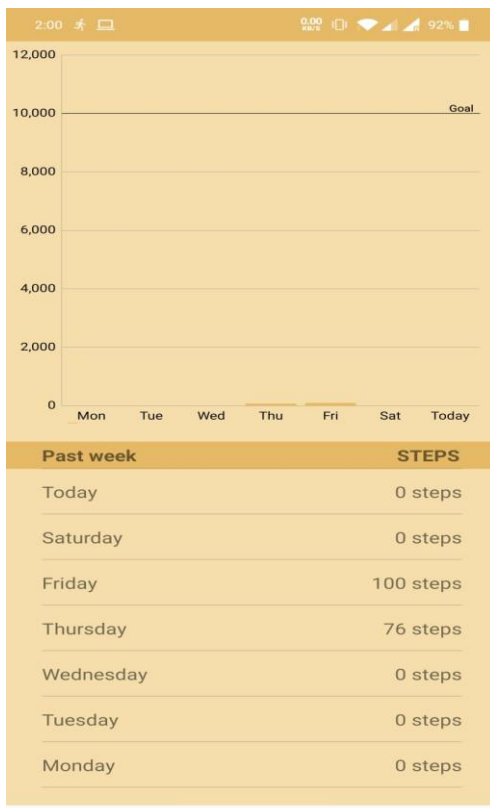 2:00 0.00 KB/S 92%
12,000
Goal
10,000
8,000
6,000
4,000
2,000
0
Mon Tue Wed Thu Fri Sat Today
Past week STEPS
Today 0 steps
Saturday 0 steps
Friday 100 steps
Thursday 76 steps
Wednesday 0 steps
Tuesday 0 steps
Monday 0 steps